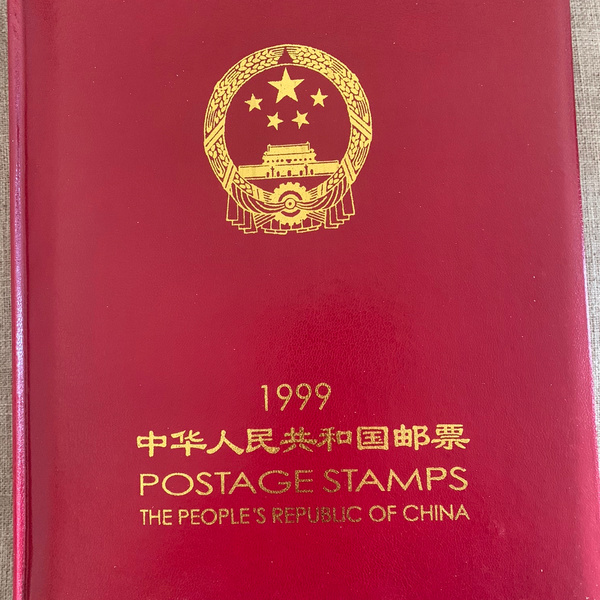 1999
中华人民共和国邮票
POSTAGE STAMPS
THE PEOPLE'S REPUBLIC OF CHINA